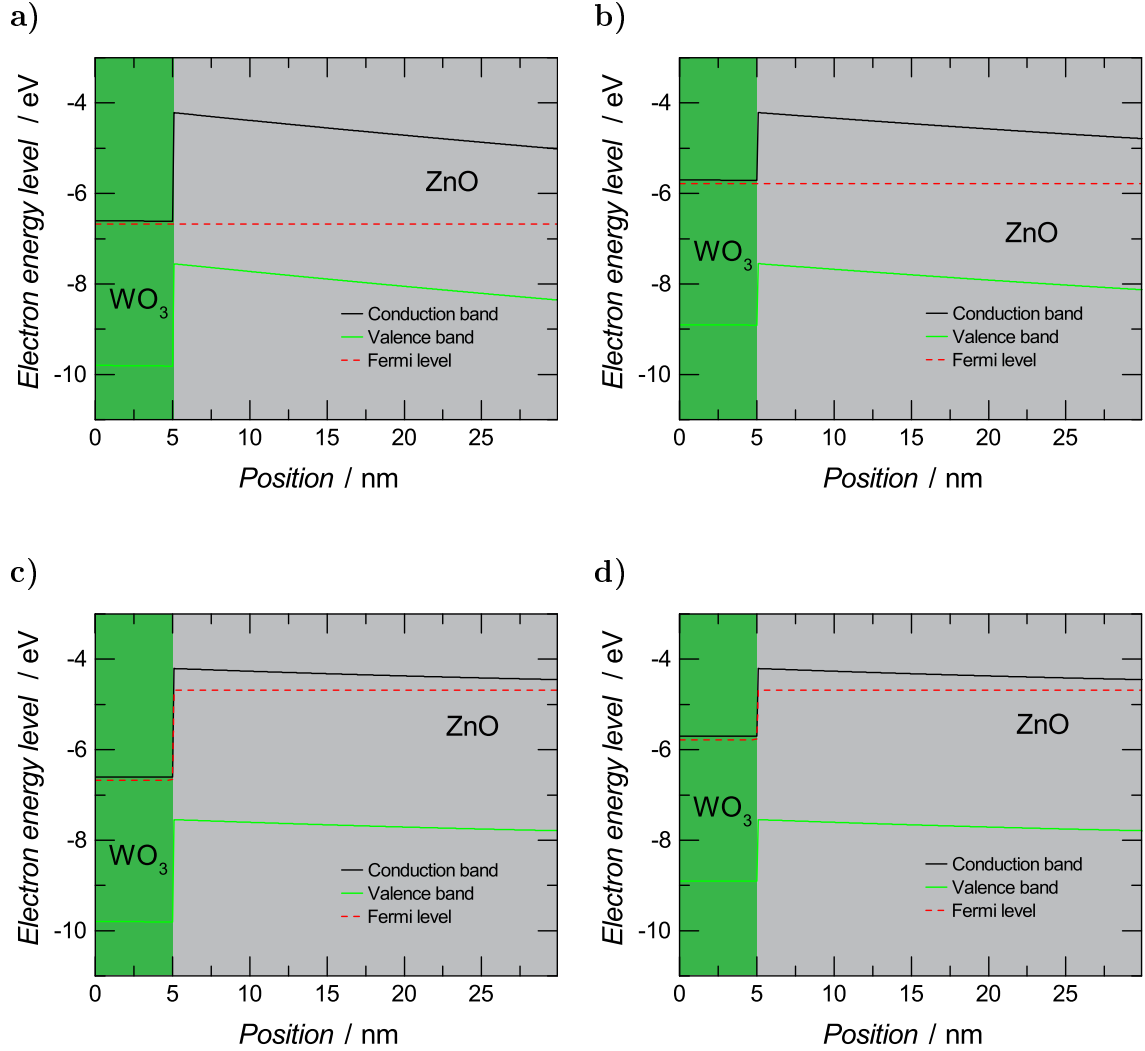 a)
Electron energy level / eV
-4
-6
-8
-10
ZnO
WO3
Conduction band
Valence band
Fermi level
0 5 10 15 20 25
Position / nm
b)
Electron energy level / eV
-4
-6
-8
-10
WO3
ZnO
Conduction band
Valence band
Fermi level
0 5 10 15 20 25
Position / nm
c)
Electron energy level / eV
-4
-6
-8
-10
ZnO
WO3
Conduction band
Valence band
Fermi level
0 5 10 15 20 25
Position / nm
d)
Electron energy level / eV
-4
-6
-8
-10
ZnO
WO3
Conduction band
Valence band
Fermi level
0 5 10 15 20 25
Position / nm